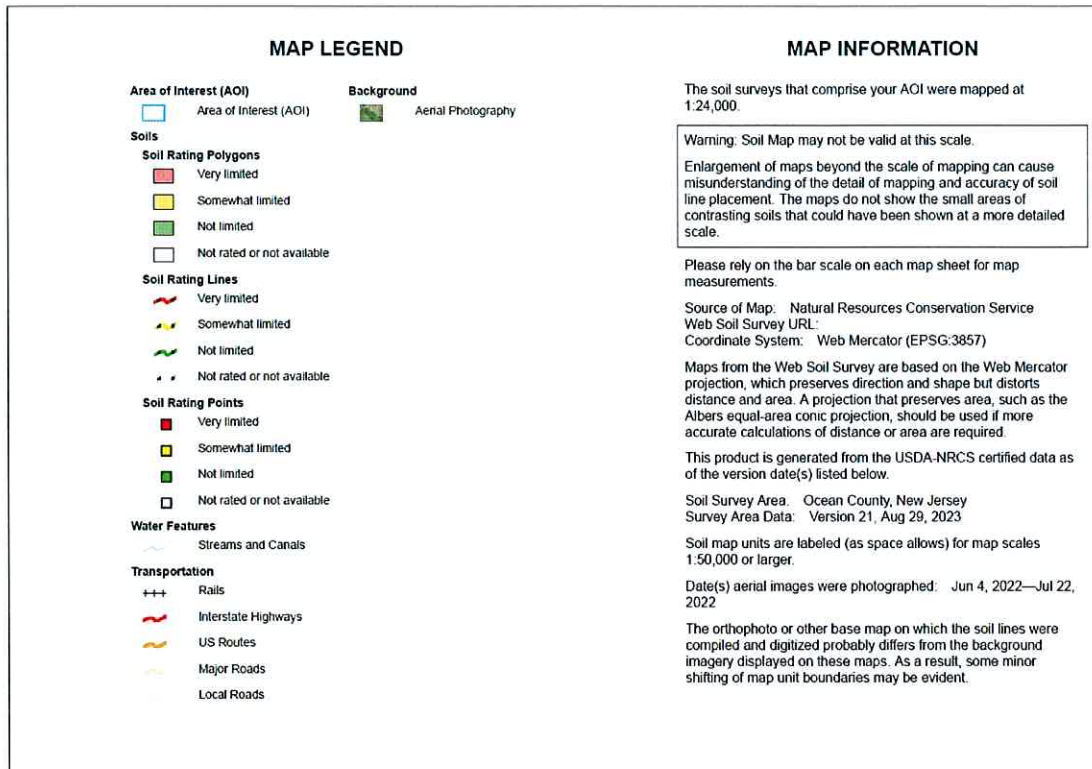 MAP LEGEND
Area of Interest (AOI)
Area of Interest (AOI)
Background
Aerial Photography
Soils
Soil Rating Polygons
Very limited
Somewhat limited
Not limited
Not rated or not available
Soil Rating Lines
Very limited
Somewhat limited
Not limited
Not rated or not available
Soil Rating Points
Very limited
Somewhat limited
Not limited
Not rated or not available
Water Features
Streams and Canals
Transportation
Rails
Interstate Highways
US Routes
Major Roads
Local Roads
MAP INFORMATION
The soil surveys that comprise your AOI were mapped at
1:24,000.
Warning: Soil Map may not be valid at this scale.
Enlargement of maps beyond the scale of mapping can cause
misunderstanding of the detail of mapping and accuracy of soil
line placement. The maps do not show the small areas of
contrasting soils that could have been shown at a more detailed
scale.
Please rely on the bar scale on each map sheet for map
measurements.
Source of Map: Natural Resources Conservation Service
Web Soil Survey URL:
Coordinate System: Web Mercator (EPSG:3857)
Maps from the Web Soil Survey are based on the Web Mercator
projection, which preserves direction and shape but distorts
distance and area. A projection that preserves area, such as the
Albers equal-area conic projection, should be used if more
accurate calculations of distance or area are required.
This product is generated from the USDA-NRCS certified data as
of the version date(s) listed below.
Soil Survey Area: Ocean County, New Jersey
Survey Area Data: Version 21, Aug 29, 2023
Soil map units are labeled (as space allows) for map scales
1:50,000 or larger.
Date(s) aerial images were photographed: Jun 4, 2022—Jul 22,
2022
The orthophoto or other base map on which the soil lines were
compiled and digitized probably differs from the background
imagery displayed on these maps. As a result, some minor
shifting of map unit boundaries may be evident.